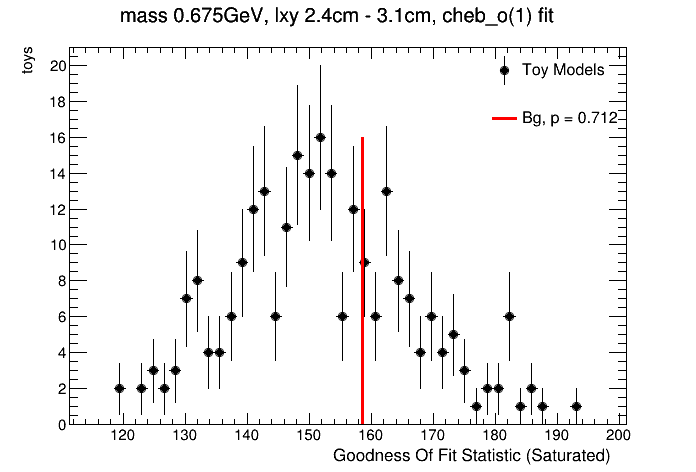 mass 0.675GeV, lxy 2.4cm - 3.1cm, cheb_o(1) fit
toys
20
18
16
14
12
10
8
6
4
2
0
Toy Models
Bg, p = 0.712
120 130 140 150 160 170 180 190 200
Goodness Of Fit Statistic (Saturated)